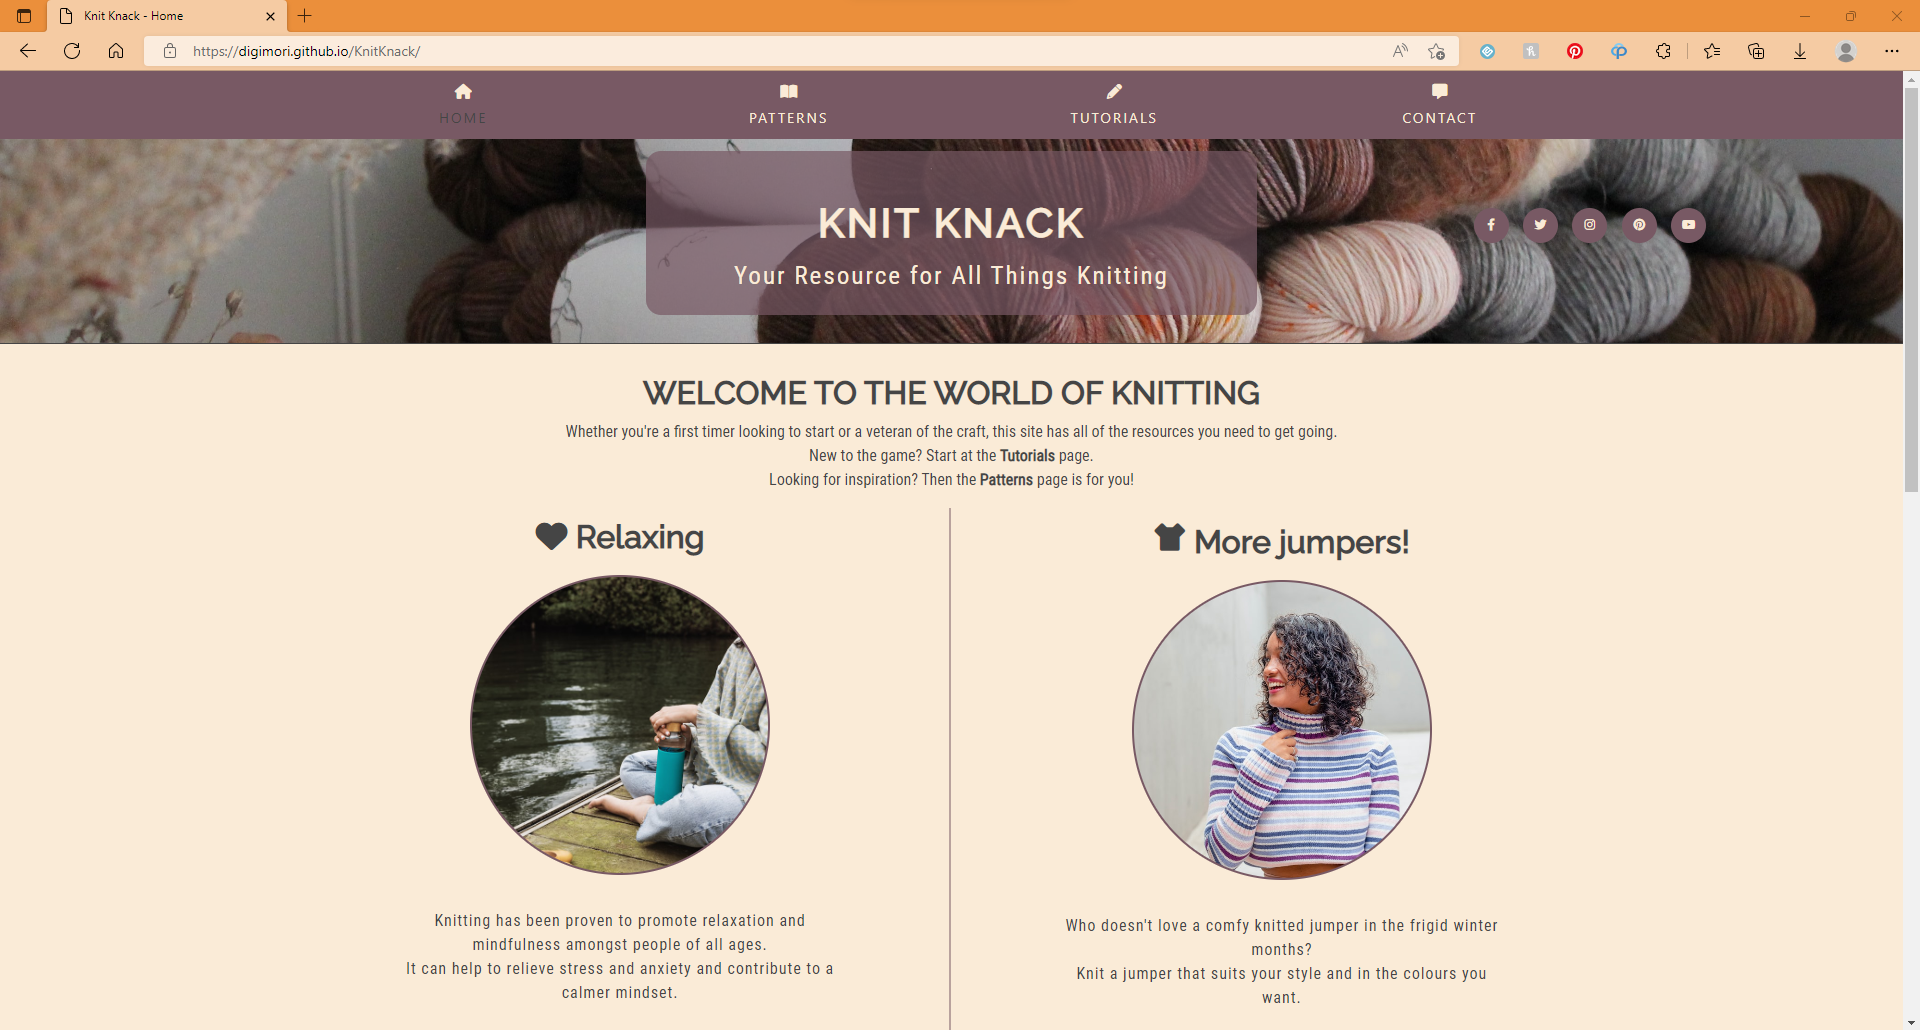 Knit Knack - Home
https://digimori.github.io/KnitKnack/
HOME
PATTERNS
TUTORIALS
CONTACT
KNIT KNACK
Your Resource for All Things Knitting
WELCOME TO THE WORLD OF KNITTING
Whether you're a first timer looking to start or a veteran of the craft, this site has all of the resources you need to get going.
New to the game? Start at the Tutorials page.
Looking for inspiration? Then the Patterns page is for you!
Relaxing
Knitting has been proven to promote relaxation and
mindfulness amongst people of all ages.
It can help to relieve stress and anxiety and contribute to a
calmer mindset.
More jumpers!
Who doesn't love a comfy knitted jumper in the frigid winter
months?
Knit a jumper that suits your style and in the colours you
want.